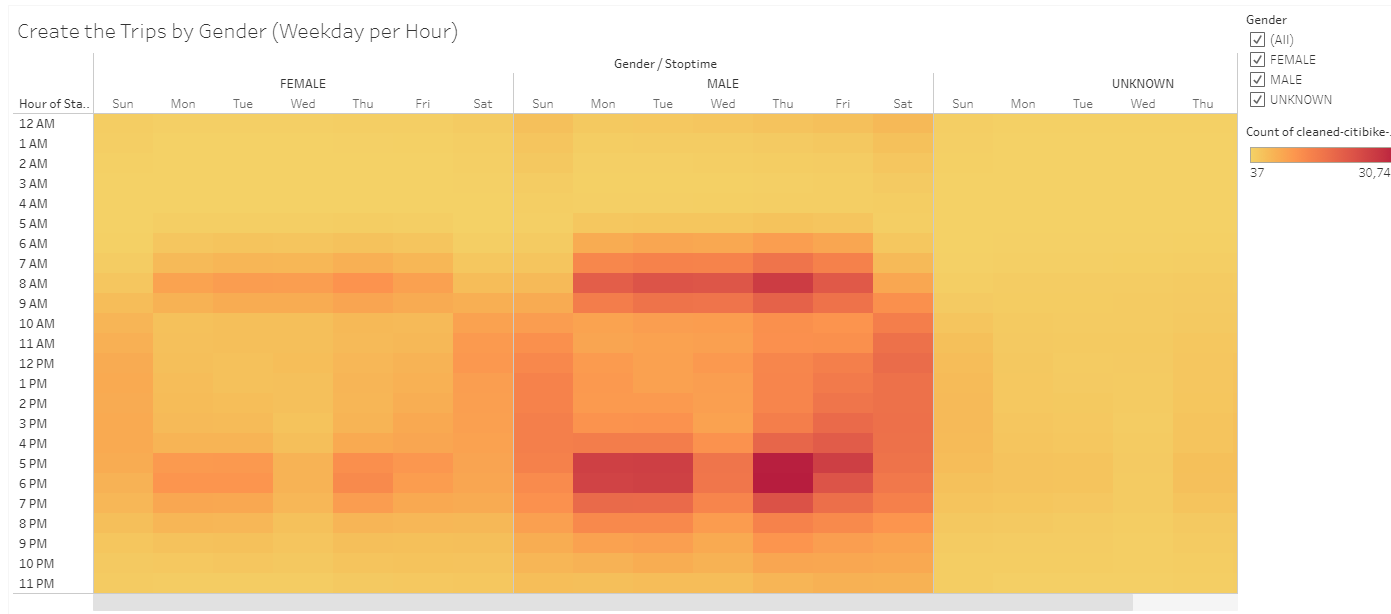 Create the Trips by Gender (Weekday per Hour)
Gender / Stoptime
FEMALE MALE UNKNOWN
Hour of Sta.. Sun Mon Tue Wed Thu Fri Sat Sun Mon Tue Wed Thu Fri Sat Sun Mon Tue Wed Thu
12 AM
1 AM
2 AM
3 AM
4 AM
5 AM
6 AM
7 AM
8 AM
9 AM
10 AM
11 AM
12 PM
1 PM
2 PM
3 PM
4 PM
5 PM
6 PM
7 PM
8 PM
9 PM
10 PM
11 PM
Gender
(All)
FEMALE
MALE
UNKNOWN
Count of cleaned-citibike-.
37 30,74